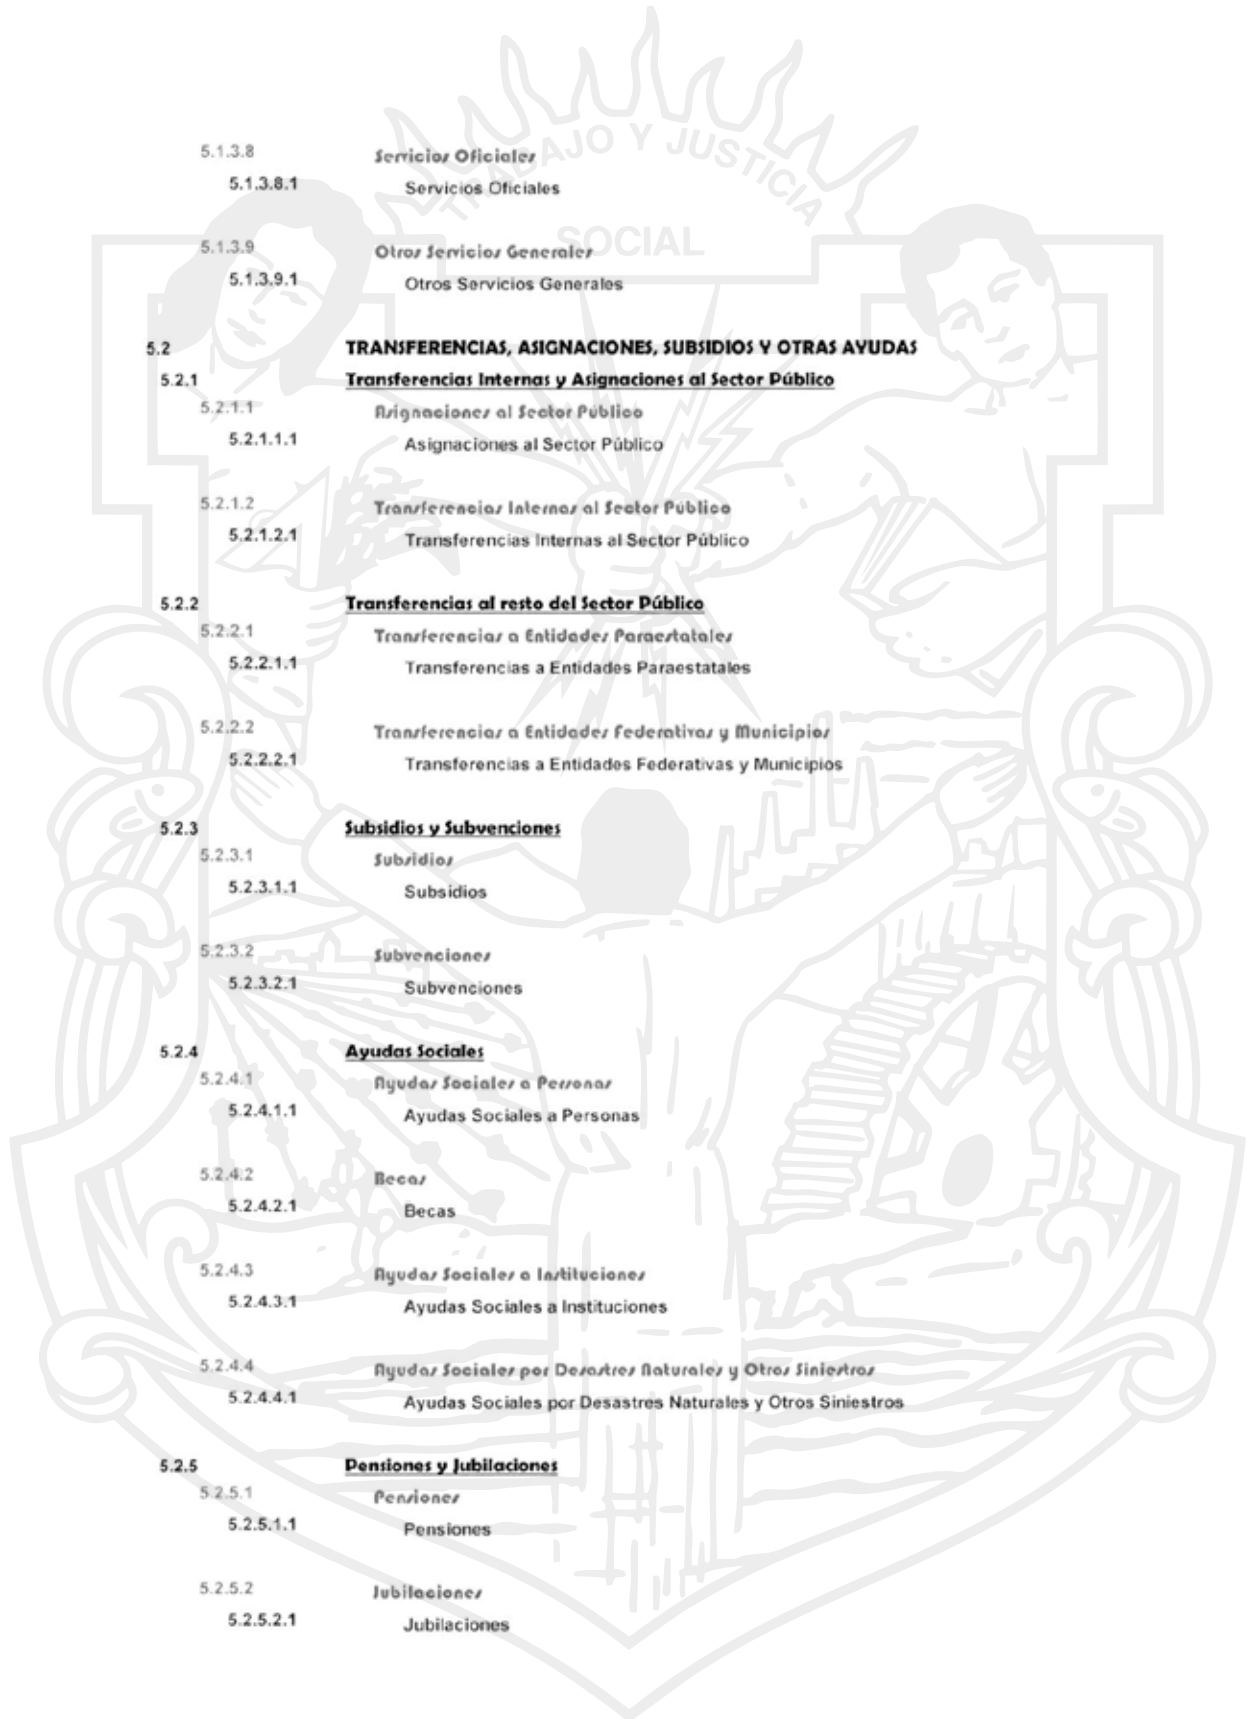 TRABAJO Y JUSTICIA
SOCIAL
5.1.3.8 Servicios Oficiales
5.1.3.8.1 Servicios Oficiales
5.1.3.9 Otros Servicios Generales
5.1.3.9.1 Otros Servicios Generales
5.2 TRANSFERENCIAS, ASIGNACIONES, SUBSIDIOS Y OTRAS AYUDAS
5.2.1 Transferencias Internas y Asignaciones al Sector Público
5.2.1.1 Asignaciones al Sector Público
5.2.1.1.1 Asignaciones al Sector Público
5.2.1.2 Transferencias Internas al Sector Público
5.2.1.2.1 Transferencias Internas al Sector Público
5.2.2 Transferencias al resto del Sector Público
5.2.2.1 Transferencias a Entidades Paraestatales
5.2.2.1.1 Transferencias a Entidades Paraestatales
5.2.2.2 Transferencias a Entidades Federativas y Municipios
5.2.2.2.1 Transferencias a Entidades Federativas y Municipios
5.2.3 Subsidios y Subvenciones
5.2.3.1 Subsidios
5.2.3.1.1 Subsidios
5.2.3.2 Subvenciones
5.2.3.2.1 Subvenciones
5.2.4 Ayudas Sociales
5.2.4.1 Ayudas Sociales a Personas
5.2.4.1.1 Ayudas Sociales a Personas
5.2.4.2 Becas
5.2.4.2.1 Becas
5.2.4.3 Ayudas Sociales a Instituciones
5.2.4.3.1 Ayudas Sociales a Instituciones
5.2.4.4 Ayudas Sociales por Desastres Naturales y Otros Siniestros
5.2.4.4.1 Ayudas Sociales por Desastres Naturales y Otros Siniestros
5.2.5 Pensiones y Jubilaciones
5.2.5.1 Pensiones
5.2.5.1.1 Pensiones
5.2.5.2 Jubilaciones
5.2.5.2.1 Jubilaciones